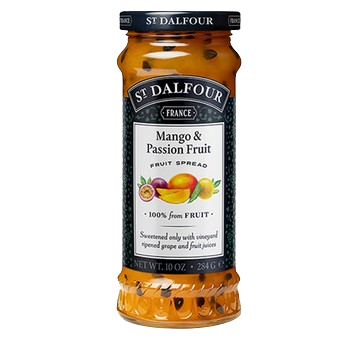 ST DALFOUR
ST DALFOUR
FRANCE
Mango &
Passion Fruit
FRUIT SPREAD
• 100% from FRUIT •
Sweetened only with vineyard
ripened grape and fruit juices
NET WT. 10 OZ • 284 G ℮